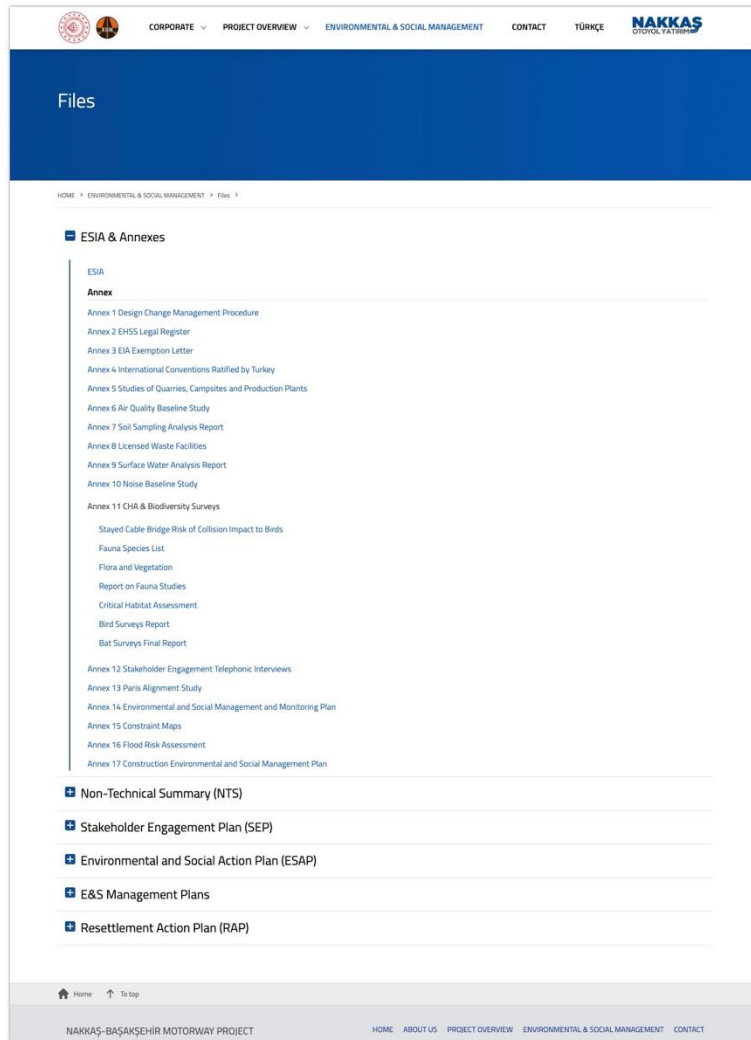 CORPORATE
PROJECT OVERVIEW
ENVIRONMENTAL & SOCIAL MANAGEMENT
CONTACT
TÜRKÇE
NAKKAŞ
OTOYOL YATIRIM
Files
HOME > ENVIRONMENTAL & SOCIAL MANAGEMENT > Files >
ESIA & Annexes
ESIA
Annex
Annex 1 Design Change Management Procedure
Annex 2 EHSS Legal Register
Annex 3 EIA Exemption Letter
Annex 4 International Conventions Ratified by Turkey
Annex 5 Studies of Quarries, Campsites and Production Plants
Annex 6 Air Quality Baseline Study
Annex 7 Soil Sampling Analysis Report
Annex 8 Licensed Waste Facilities
Annex 9 Surface Water Analysis Report
Annex 10 Noise Baseline Study
Annex 11 CHA & Biodiversity Surveys
Stayed Cable Bridge Risk of Collision Impact to Birds
Fauna Species List
Flora and Vegetation
Report on Fauna Studies
Critical Habitat Assessment
Bird Surveys Report
Bat Surveys Final Report
Annex 12 Stakeholder Engagement Telephonic Interviews
Annex 13 Paris Alignment Study
Annex 14 Environmental and Social Management and Monitoring Plan
Annex 15 Constraint Maps
Annex 16 Flood Risk Assessment
Annex 17 Construction Environmental and Social Management Plan
Non-Technical Summary (NTS)
Stakeholder Engagement Plan (SEP)
Environmental and Social Action Plan (ESAP)
E&S Management Plans
Resettlement Action Plan (RAP)
Home
To top
NAKKAŞ-BAŞAKŞEHİR MOTORWAY PROJECT
HOME ABOUT US PROJECT OVERVIEW ENVIRONMENTAL & SOCIAL MANAGEMENT CONTACT